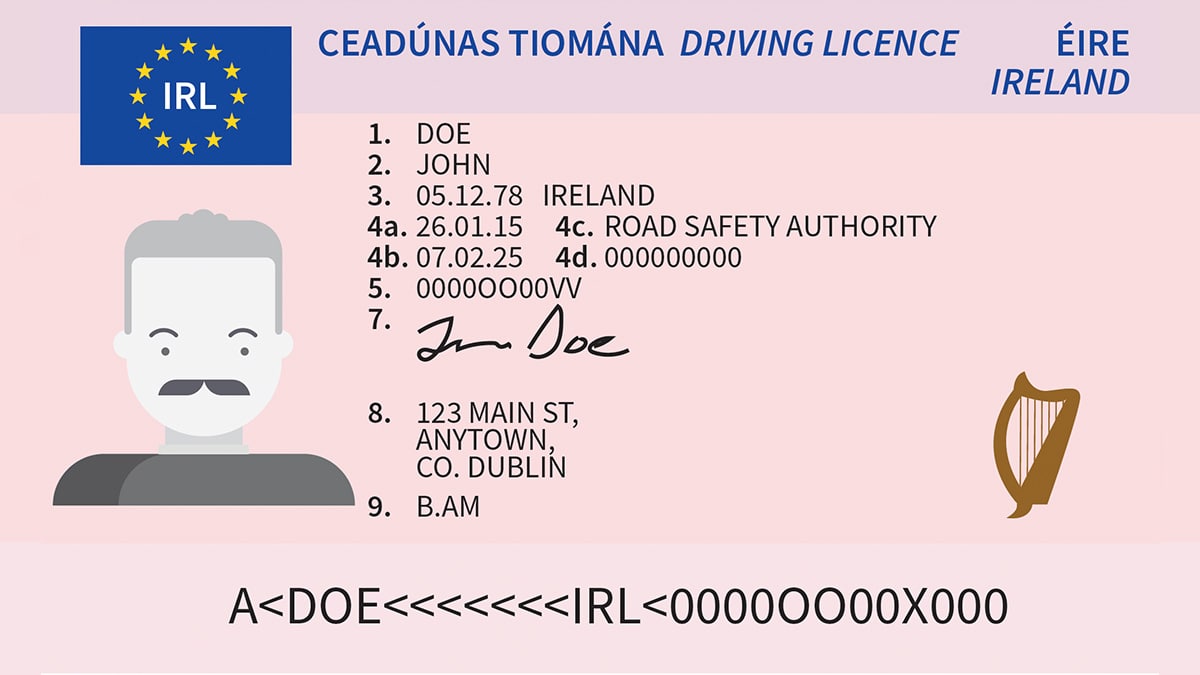 IRL
CEADÚNAS TIOMÁNA DRIVING LICENCE
ÉIRE
IRELAND
1. DOE
2. JOHN
3. 05.12.78 IRELAND
4a. 26.01.15 4c. ROAD SAFETY AUTHORITY
4b. 07.02.25 4d. 000000000
5. 0000OO00VV
7. John Doe
8. 123 MAIN ST,
ANYTOWN,
CO. DUBLIN
9. B.AM
A<DOE<<<<<<<IRL<0000OO00X000